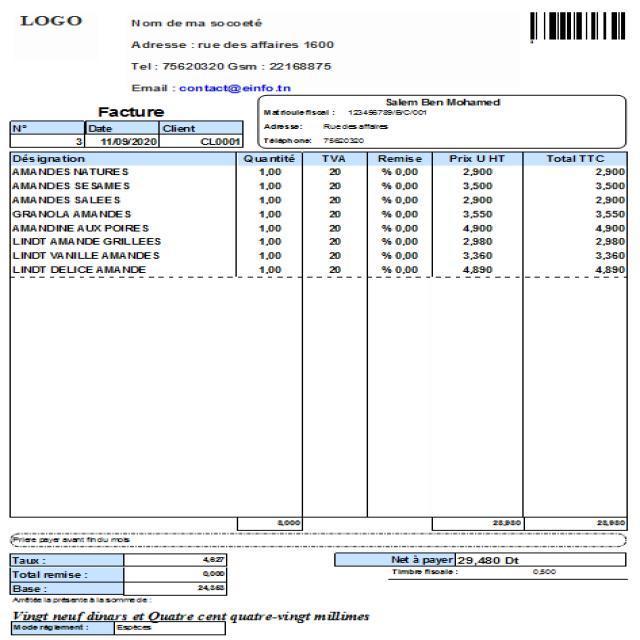 LOGO
Nom de ma socoeté
Adresse : rue des affaires 1600
Tel : 75620320 Gsm : 22168875
Email : contact@einfo.tn
Facture
N° Date Client
3 11/09/2020 CL0001
Salem Ben Mohamed
Matricule fiscal : 123456789/B/C/001
Adresse: Rue des affaires
Téléphone: 75620320
Désignation Quantité TVA Remise Prix U HT Total TTC
AMANDES NATURES 1,00 20 % 0,00 2,900 2,900
AMANDES SESAMES 1,00 20 % 0,00 3,500 3,500
AMANDES SALEES 1,00 20 % 0,00 2,900 2,900
GRANOLA AMANDES 1,00 20 % 0,00 3,550 3,550
AMANDINE AUX POIRES 1,00 20 % 0,00 4,900 4,900
LINDT AMANDE GRILLEES 1,00 20 % 0,00 2,980 2,980
LINDT VANILLE AMANDES 1,00 20 % 0,00 3,360 3,360
LINDT DELICE AMANDE 1,00 20 % 0,00 4,890 4,890
8,000 28,980 28,980
Priere payer avant fin du mois
Taux : 4,627
Net à payer 29,480 Dt
Total remise : 0,000
Timbre fiscale : 0,500
Base : 24,353
Arrêtée la présente à la somme de :
Vingt neuf dinars et Quatre cent quatre-vingt millimes
Mode réglement : Espèces